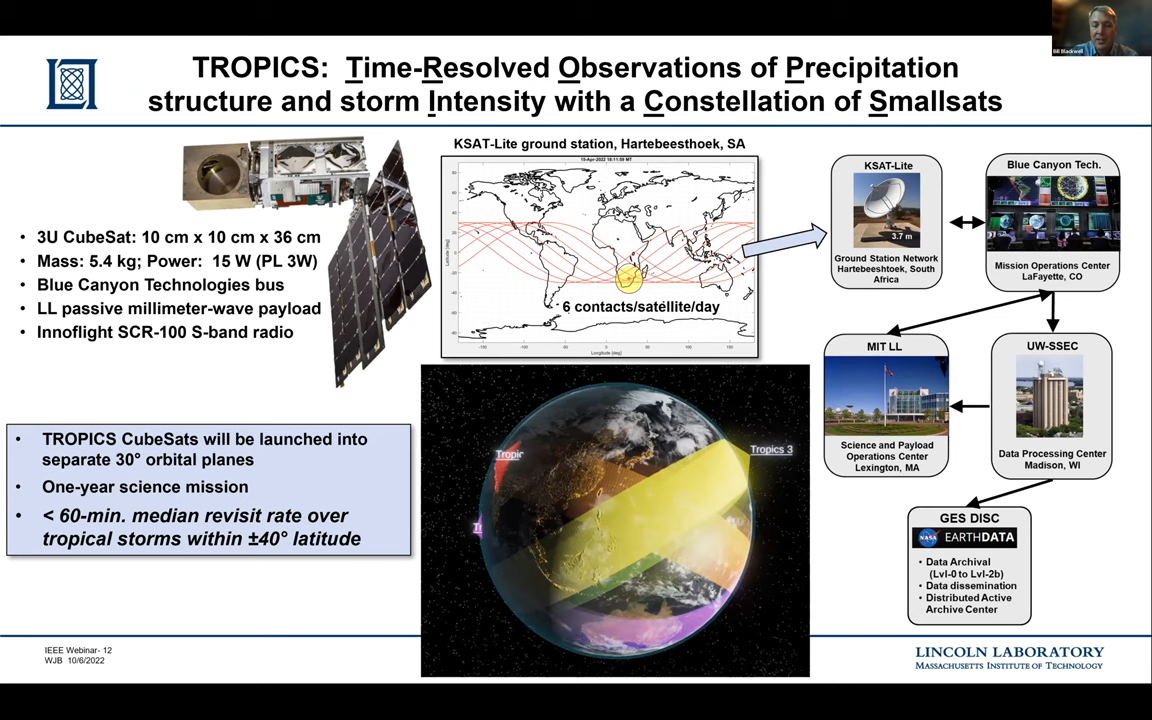 Bill Blackwell
TROPICS: Time-Resolved Observations of Precipitation
structure and storm Intensity with a Constellation of Smallsats
• 3U CubeSat: 10 cm x 10 cm x 36 cm
• Mass: 5.4 kg; Power: 15 W (PL 3W)
• Blue Canyon Technologies bus
• LL passive millimeter-wave payload
• Innoflight SCR-100 S-band radio
• TROPICS CubeSats will be launched into
separate 30° orbital planes
• One-year science mission
• < 60-min. median revisit rate over
tropical storms within ±40° latitude
KSAT-Lite ground station, Hartebeesthoek, SA
6 contacts/satellite/day
Longitude [deg]
Latitude [deg]
Tropics 3
KSAT-Lite
3.7 m
Ground Station Network
Hartebeeshtoek, South
Africa
Blue Canyon Tech.
Mission Operations Center
LaFayette, CO
MIT LL
Science and Payload
Operations Center
Lexington, MA
UW-SSEC
Data Processing Center
Madison, WI
GES DISC
NASA EARTHDATA
• Data Archival
(Lvl-0 to Lvl-2b)
• Data dissemination
• Distributed Active
Archive Center
IEEE Webinar- 12
WJB 10/6/2022
LINCOLN LABORATORY
MASSACHUSETTS INSTITUTE OF TECHNOLOGY